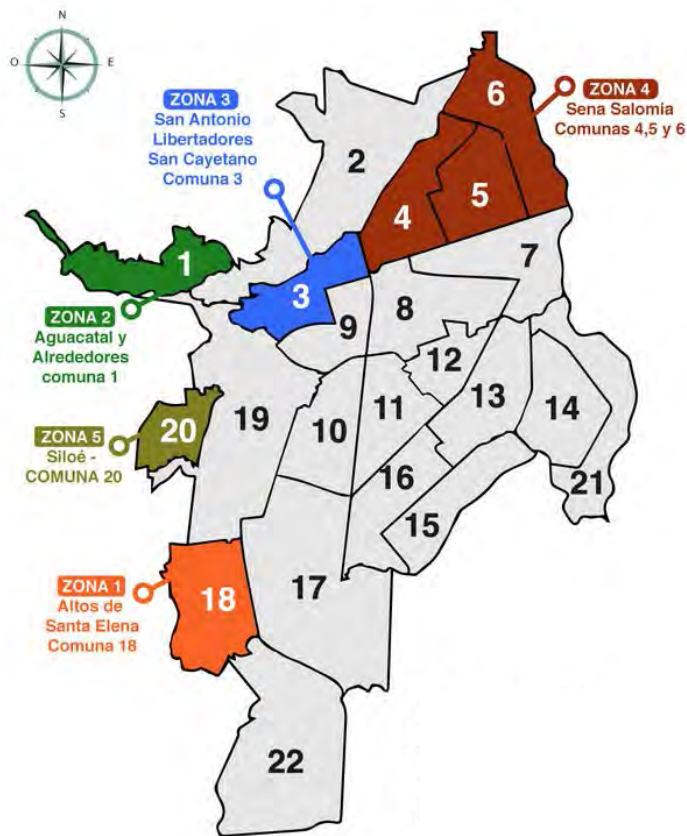 N
O
E
S
ZONA 3
San Antonio
Libertadores
San Cayetano
Comuna 3
ZONA 4
Sena Salomia
Comunas 4,5 y 6
ZONA 2
Aguacatal y
Alrededores
comuna 1
ZONA 5
Siloé -
COMUNA 20
ZONA 1
Altos de
Santa Elena
Comuna 18
6
2
5
4
1
7
3
8
9
12
19
11
13
14
10
20
16
21
15
18
17
22